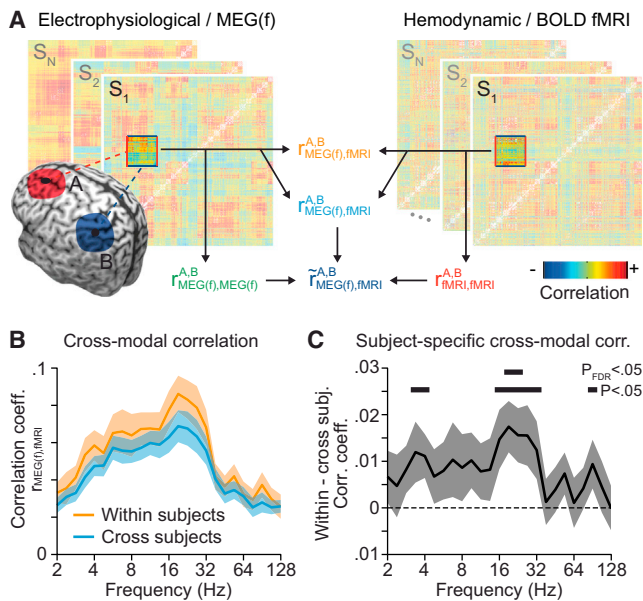 A
Electrophysiological / MEG(f)
Hemodynamic / BOLD fMRI
S_N
S_2
S_1
S_N
S_2
S_1
A
B
r^{A,B}_{MEG(f),fMRI}
r^{A,B}_{MEG(f),fMRI}
r^{A,B}_{MEG(f),MEG(f)}
r̃^{A,B}_{MEG(f),fMRI}
r^{A,B}_{fMRI,fMRI}
- +
Correlation
B
Cross-modal correlation
Correlation coeff.
r_{MEG(f),fMRI}
.1
0
Within subjects
Cross subjects
2 4 8 16 32 128
Frequency (Hz)
C
Subject-specific cross-modal corr.
Within - cross subj.
Corr. coeff.
.03
.02
.01
0
.01
P_{FDR}<.05
P<.05
2 4 8 16 32 128
Frequency (Hz)